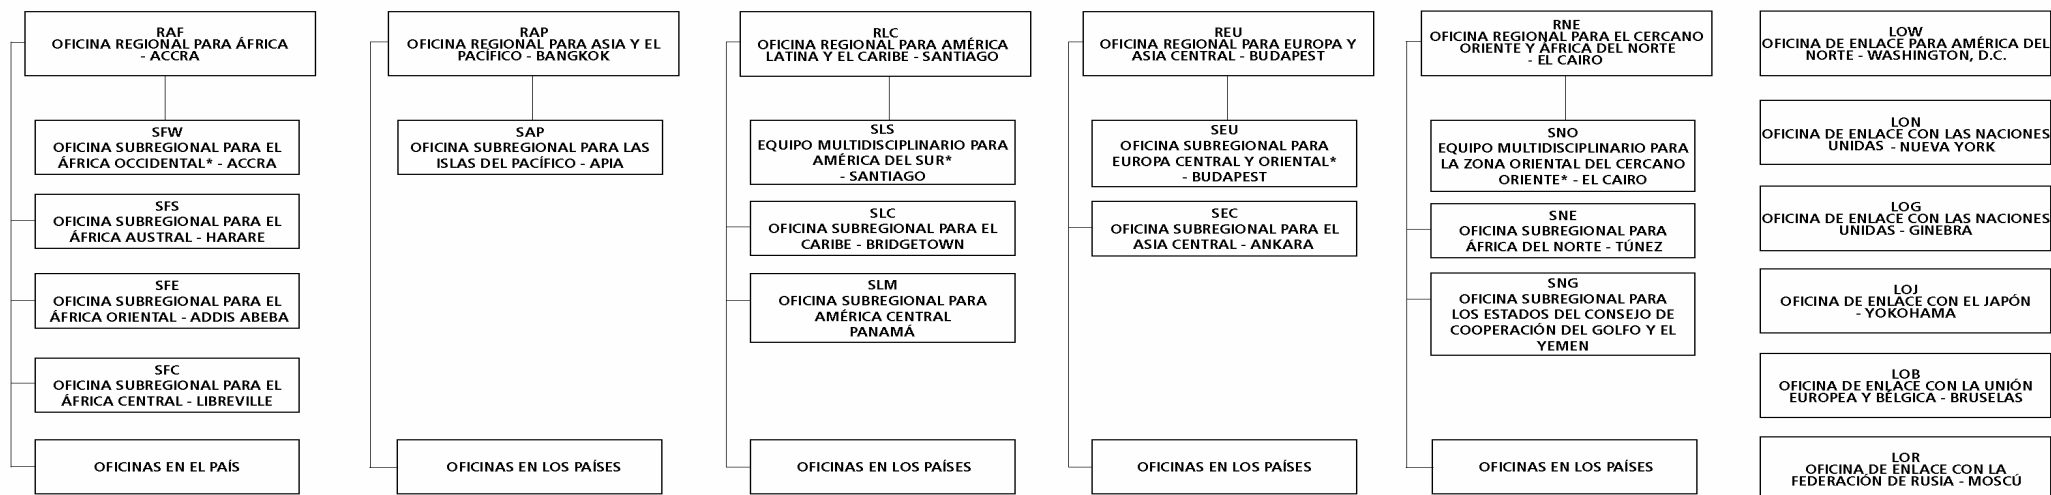 RAF
OFICINA REGIONAL PARA ÁFRICA
- ACCRA
SFW
OFICINA SUBREGIONAL PARA EL
ÁFRICA OCCIDENTAL* - ACCRA
SFS
OFICINA SUBREGIONAL PARA EL
ÁFRICA AUSTRAL - HARARE
SFE
OFICINA SUBREGIONAL PARA EL
ÁFRICA ORIENTAL - ADDIS ABEBA
SFC
OFICINA SUBREGIONAL PARA EL
ÁFRICA CENTRAL - LIBREVILLE
OFICINAS EN EL PAÍS
RAP
OFICINA REGIONAL PARA ASIA Y EL
PACÍFICO - BANGKOK
SAP
OFICINA SUBREGIONAL PARA LAS
ISLAS DEL PACÍFICO - APIA
OFICINAS EN LOS PAÍSES
RLC
OFICINA REGIONAL PARA AMÉRICA
LATINA Y EL CARIBE - SANTIAGO
SLS
EQUIPO MULTIDISCIPLINARIO PARA
AMÉRICA DEL SUR*
- SANTIAGO
SLC
OFICINA SUBREGIONAL PARA EL
CARIBE - BRIDGETOWN
SLM
OFICINA SUBREGIONAL PARA
AMÉRICA CENTRAL
PANAMÁ
OFICINAS EN LOS PAÍSES
REU
OFICINA REGIONAL PARA EUROPA Y
ASIA CENTRAL - BUDAPEST
SEU
OFICINA SUBREGIONAL PARA
EUROPA CENTRAL Y ORIENTAL*
- BUDAPEST
SEC
OFICINA SUBREGIONAL PARA EL
ASIA CENTRAL - ANKARA
OFICINAS EN LOS PAÍSES
RNE
OFICINA REGIONAL PARA EL CERCANO
ORIENTE Y ÁFRICA DEL NORTE
- EL CAIRO
SNO
EQUIPO MULTIDISCIPLINARIO PARA
LA ZONA ORIENTAL DEL CERCANO
ORIENTE* - EL CAIRO
SNE
OFICINA SUBREGIONAL PARA
ÁFRICA DEL NORTE - TÚNEZ
SNG
OFICINA SUBREGIONAL PARA
LOS ESTADOS DEL CONSEJO DE
COOPERACIÓN DEL GOLFO Y EL
YEMEN
OFICINAS EN LOS PAÍSES
LOW
OFICINA DE ENLACE PARA AMÉRICA DEL
NORTE - WASHINGTON, D.C.
LON
OFICINA DE ENLACE CON LAS NACIONES
UNIDAS - NUEVA YORK
LOG
OFICINA DE ENLACE CON LAS NACIONES
UNIDAS - GINEBRA
LOJ
OFICINA DE ENLACE CON EL JAPÓN
- YOKOHAMA
LOB
OFICINA DE ENLACE CON LA UNIÓN
EUROPEA Y BÉLGICA - BRUSELAS
LOR
OFICINA DE ENLACE CON LA
FEDERACIÓN DE RUSIA - MOSCÚ